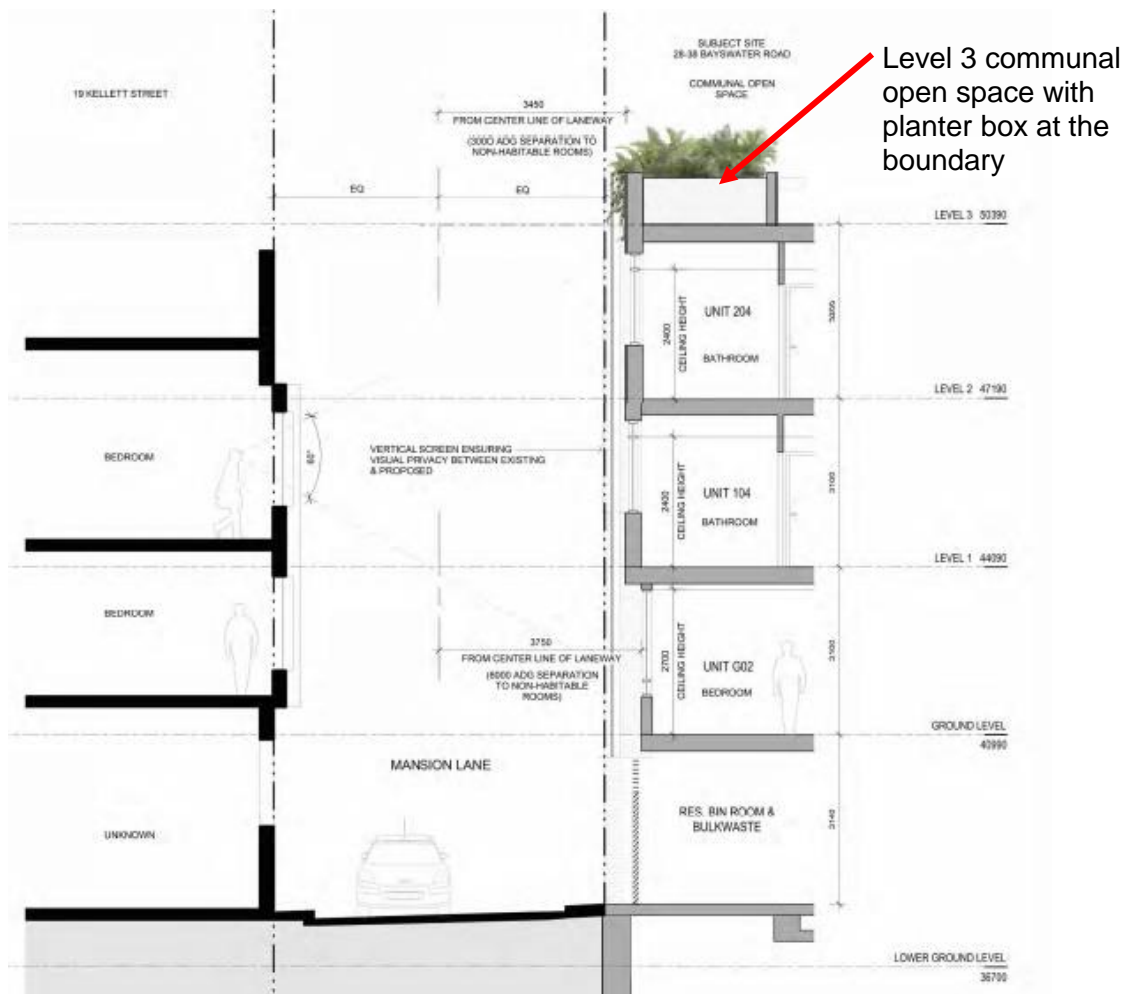 SUBJECT SITE
28-38 BAYSWATER ROAD
COMMUNAL OPEN
SPACE
Level 3 communal
open space with
planter box at the
boundary
19 KELLETT STREET
3450
FROM CENTER LINE OF LANEWAY
(3000 ADG SEPARATION TO
NON-HABITABLE ROOMS)
EQ
EQ
LEVEL 3 50390
UNIT 204
2400
CEILING HEIGHT
BATHROOM
LEVEL 2 47190
BEDROOM
60°
VERTICAL SCREEN ENSURING
VISUAL PRIVACY BETWEEN EXISTING
& PROPOSED
UNIT 104
2400
CEILING HEIGHT
BATHROOM
3100
LEVEL 1 44090
BEDROOM
3750
FROM CENTER LINE OF LANEWAY
(6000 ADG SEPARATION
TO NON-HABITABLE
ROOMS)
2700
CEILING HEIGHT
UNIT G02
BEDROOM
3100
GROUND LEVEL
40990
MANSION LANE
UNKNOWN
RES. BIN ROOM &
BULKWASTE
LOWER GROUND LEVEL
36700